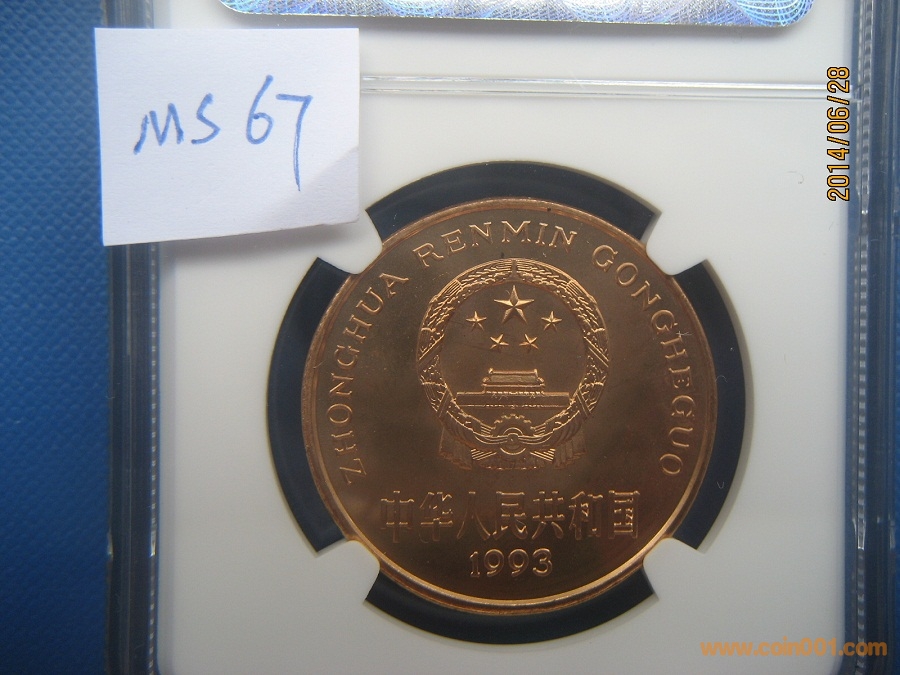 MS 67
2014/06/28
ZHONGHUA RENMIN GONGHEGUO
中华人民共和国
1993
www.coin001.com